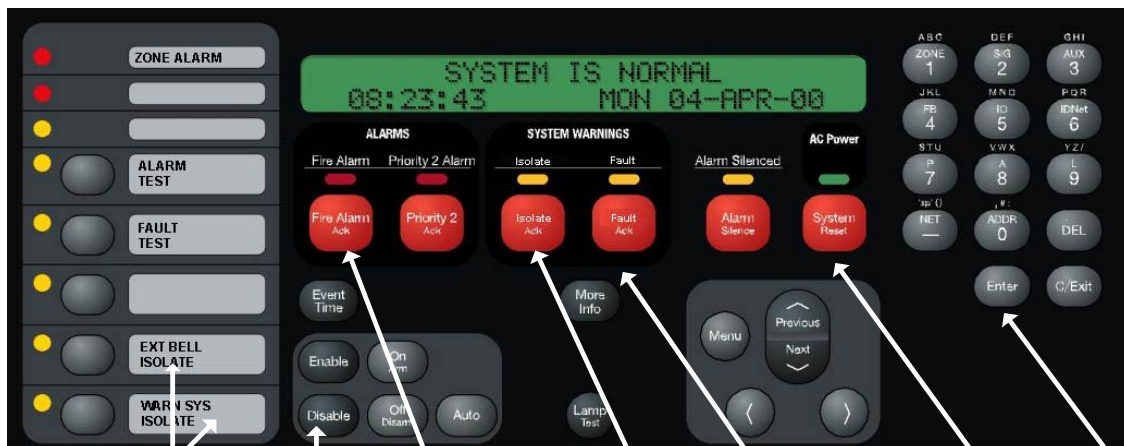 ZONE ALARM
ALARM
TEST
FAULT
TEST
EXT BELL
ISOLATE
WARN SYS
ISOLATE
SYSTEM IS NORMAL
08:23:43 MON 04-APR-00
ALARMS
Fire Alarm Priority 2 Alarm
Fire Alarm
Ack
Priority 2
Ack
SYSTEM WARNINGS
Isolate Fault
Isolate
Ack
Fault
Ack
Alarm Silenced
Alarm
Silence
AC Power
System
Reset
Event
Time
More
Info
Enable
On
Arm
Disable
Off
Disarm
Auto
Lamp
Test
Menu
Previous
Next
ABC DEF GHI
ZONE
1
SIG
2
AUX
3
JKL MNO PQR
FB
4
IO
5
IDNet
6
STU VWX YZ/
P
7
A
8
L
9
'sp' () ,#:
NET
—
ADDR
0
DEL
Enter C/Exit